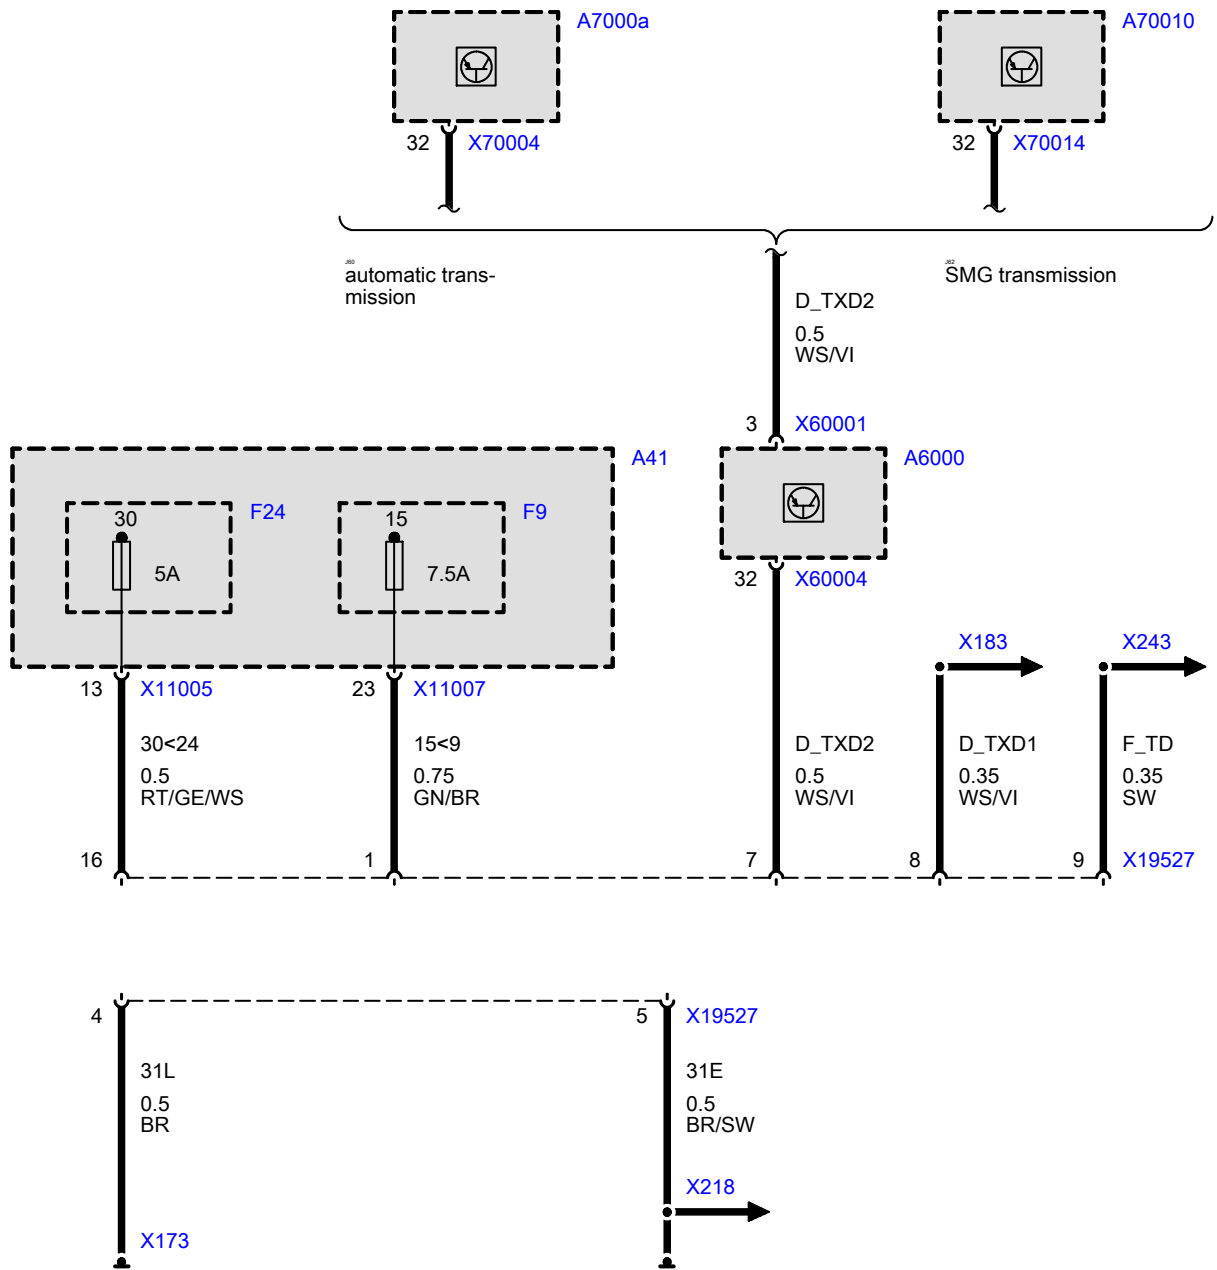 A7000a
A70010
32 X70004
32 X70014
J60
automatic trans-
mission
J62
SMG transmission
D_TXD2
0.5
WS/VI
3 X60001
A41
A6000
F24
F9
30
15
5A
7.5A
32 X60004
X183
X243
13 X11005
23 X11007
30<24
0.5
RT/GE/WS
15<9
0.75
GN/BR
D_TXD2
0.5
WS/VI
D_TXD1
0.35
WS/VI
F_TD
0.35
SW
16
1
7
8
9 X19527
4
5 X19527
31L
0.5
BR
31E
0.5
BR/SW
X218
X173